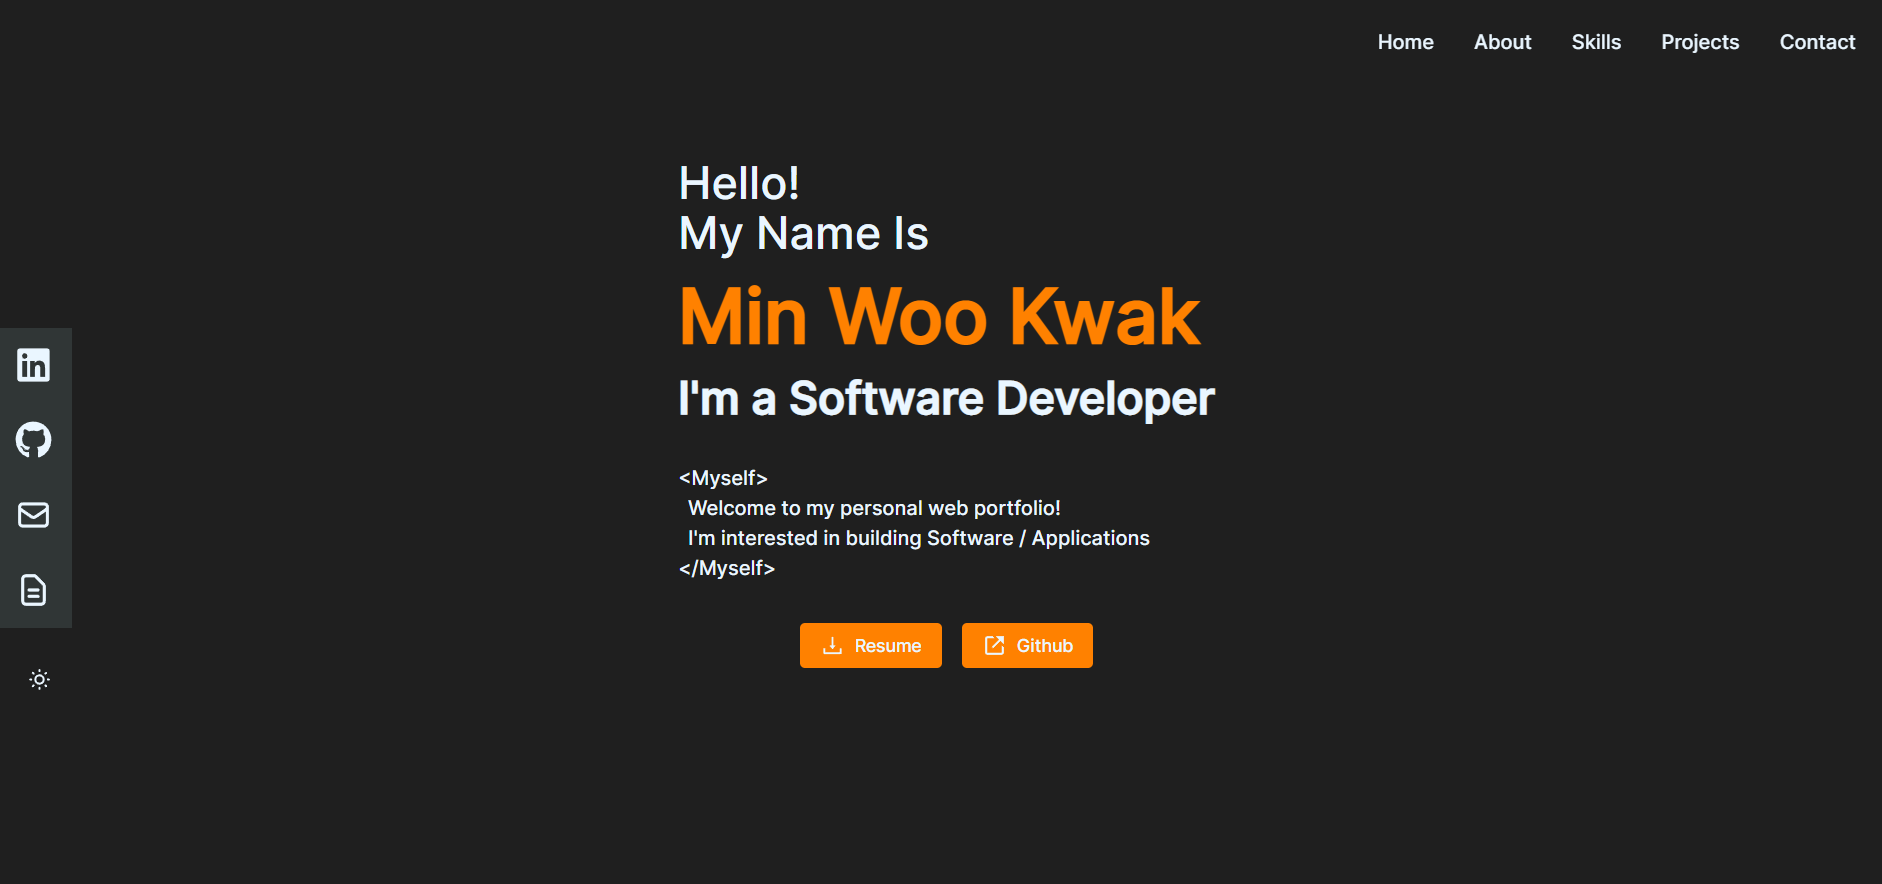 Home About Skills Projects Contact
Hello!
My Name Is
Min Woo Kwak
I'm a Software Developer
<Myself>
Welcome to my personal web portfolio!
I'm interested in building Software / Applications
</Myself>
in
Resume Github